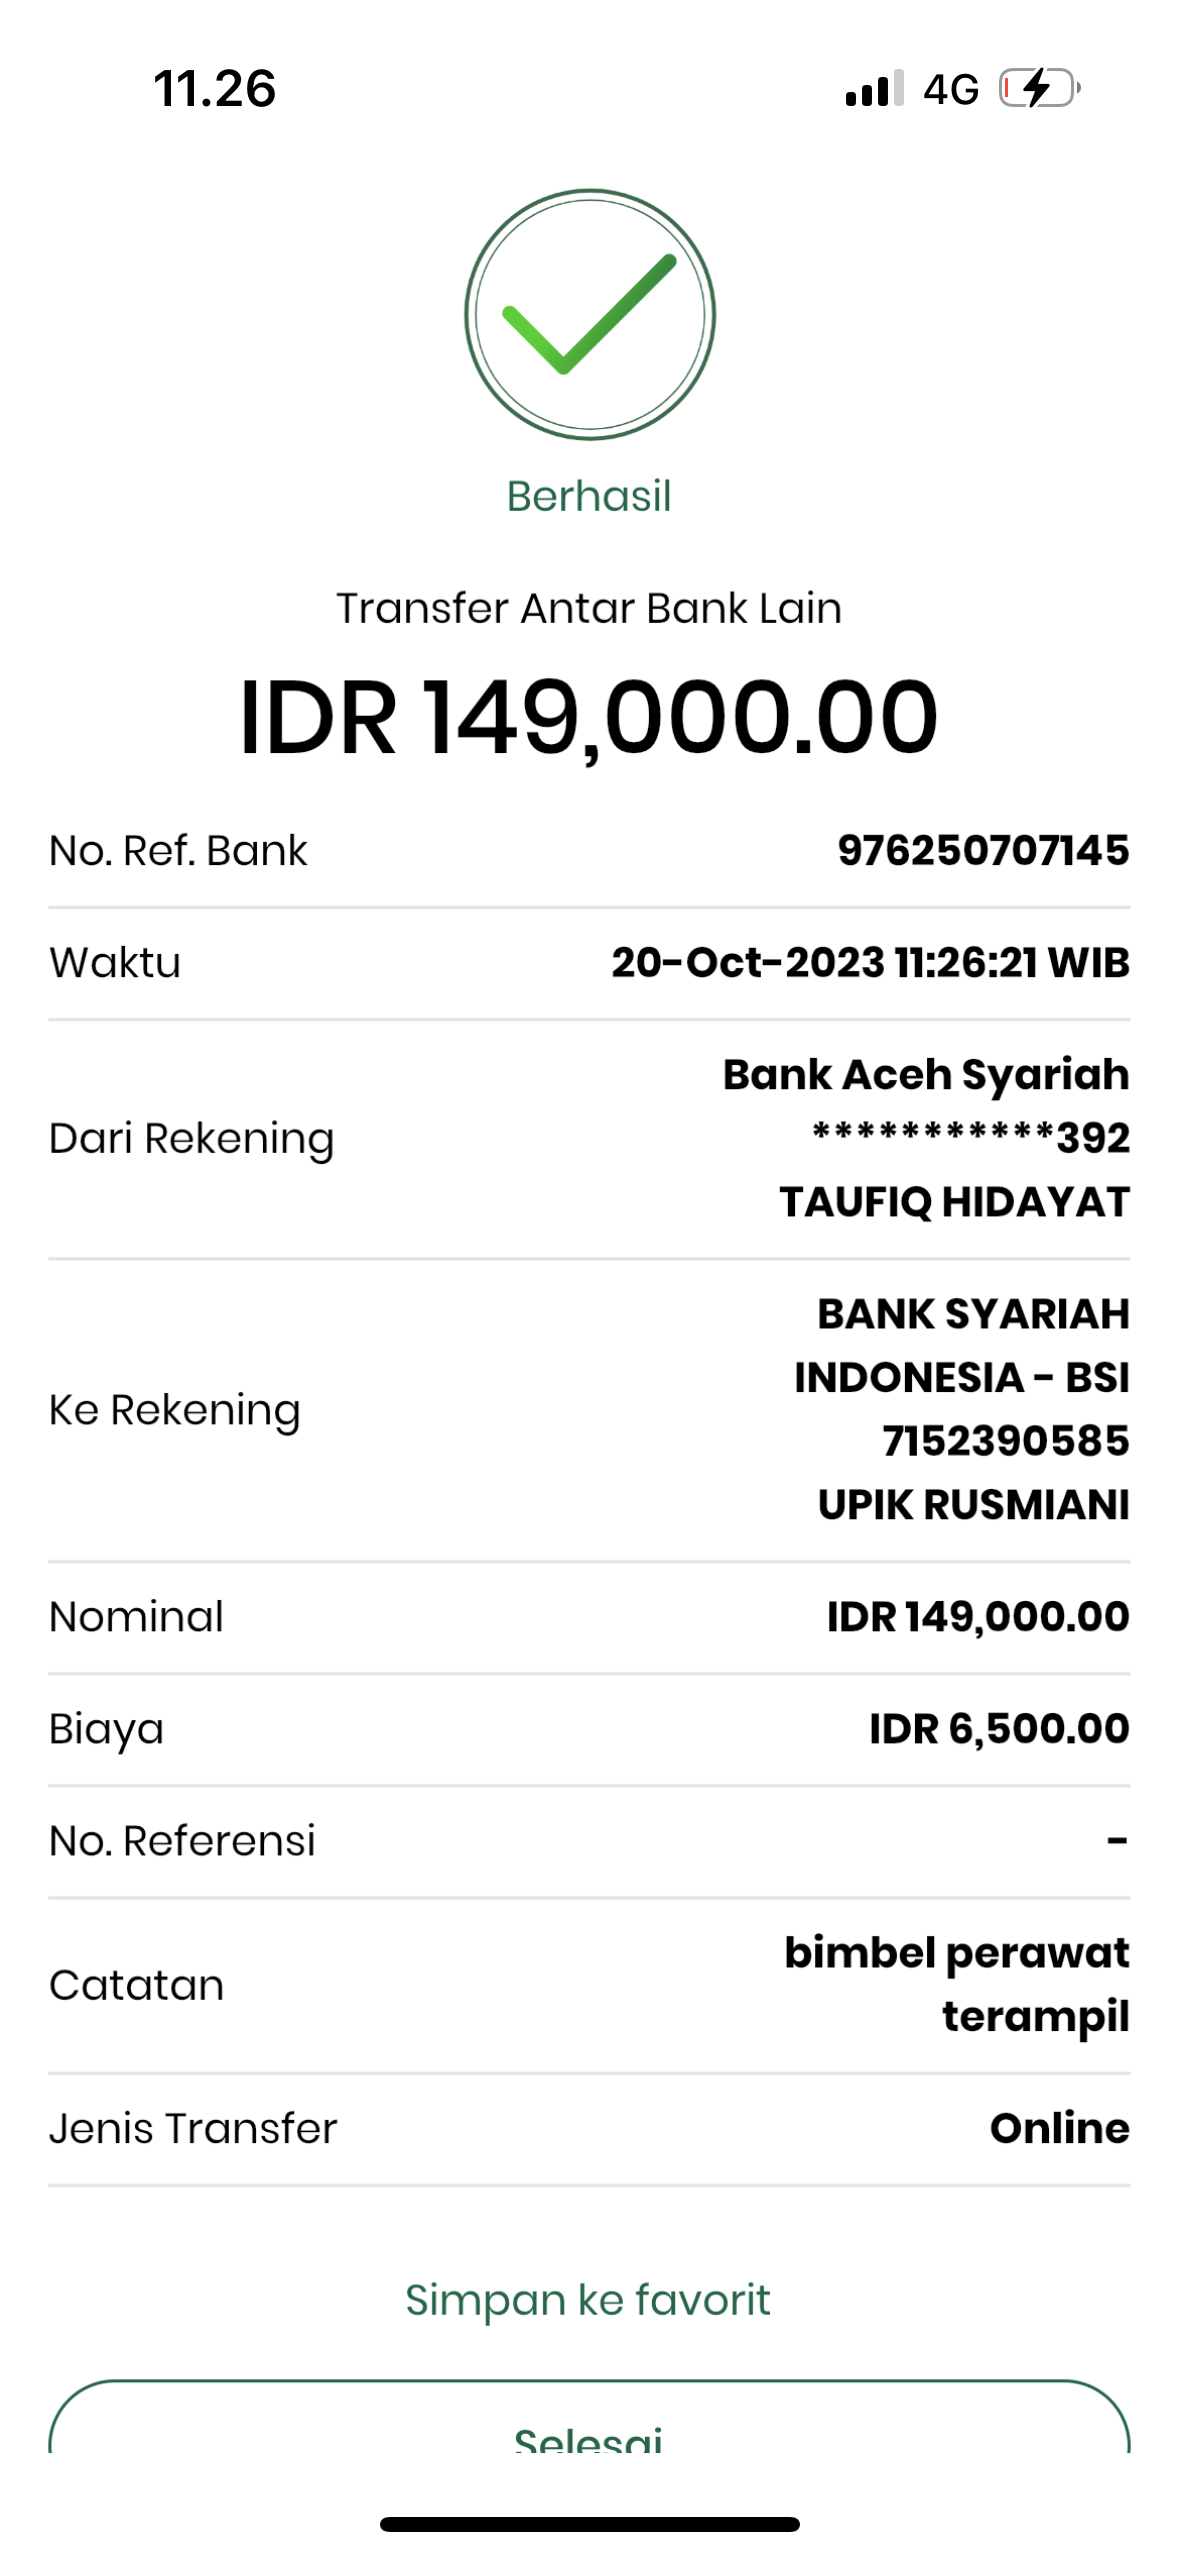 11.26
4G
Berhasil
Transfer Antar Bank Lain
IDR 149,000.00
No. Ref. Bank 976250707145
Waktu 20-Oct-2023 11:26:21 WIB
Dari Rekening
Bank Aceh Syariah
***********392
TAUFIQ HIDAYAT
Ke Rekening
BANK SYARIAH
INDONESIA - BSI
7152390585
UPIK RUSMIANI
Nominal IDR 149,000.00
Biaya IDR 6,500.00
No. Referensi -
Catatan
bimbel perawat
terampil
Jenis Transfer Online
Simpan ke favorit
Selesai